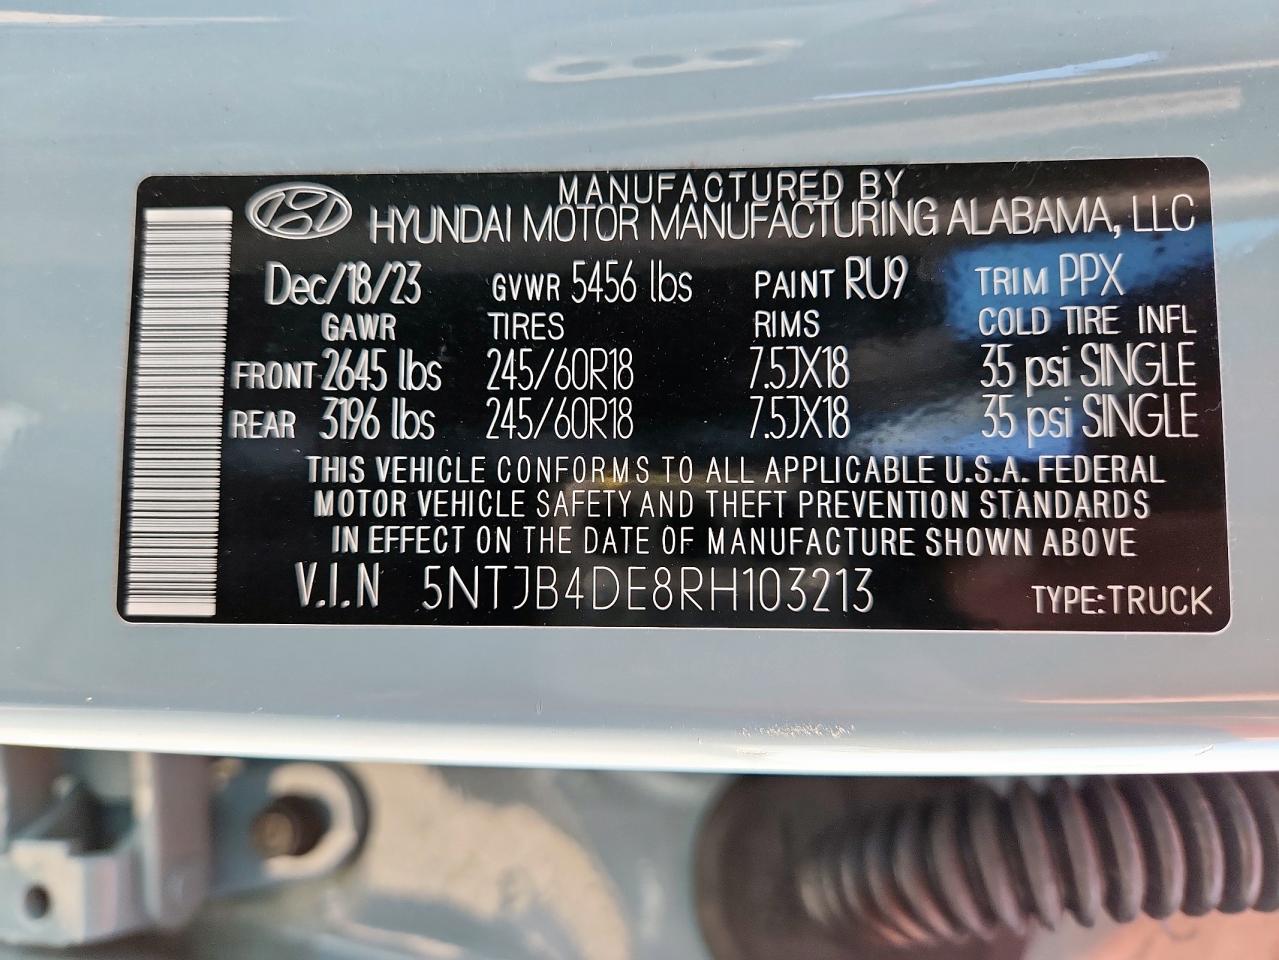 MANUFACTURED BY
HYUNDAI MOTOR MANUFACTURING ALABAMA, LLC
Dec/18/23 GVWR 5456 lbs PAINT RU9 TRIM PPX
GAWR TIRES RIMS COLD TIRE INFL
FRONT 2645 lbs 245/60R18 7.5JX18 35 psi SINGLE
REAR 3196 lbs 245/60R18 7.5JX18 35 psi SINGLE
THIS VEHICLE CONFORMS TO ALL APPLICABLE U.S.A. FEDERAL
MOTOR VEHICLE SAFETY AND THEFT PREVENTION STANDARDS
IN EFFECT ON THE DATE OF MANUFACTURE SHOWN ABOVE
V.I.N 5NTJB4DE8RH103213 TYPE:TRUCK